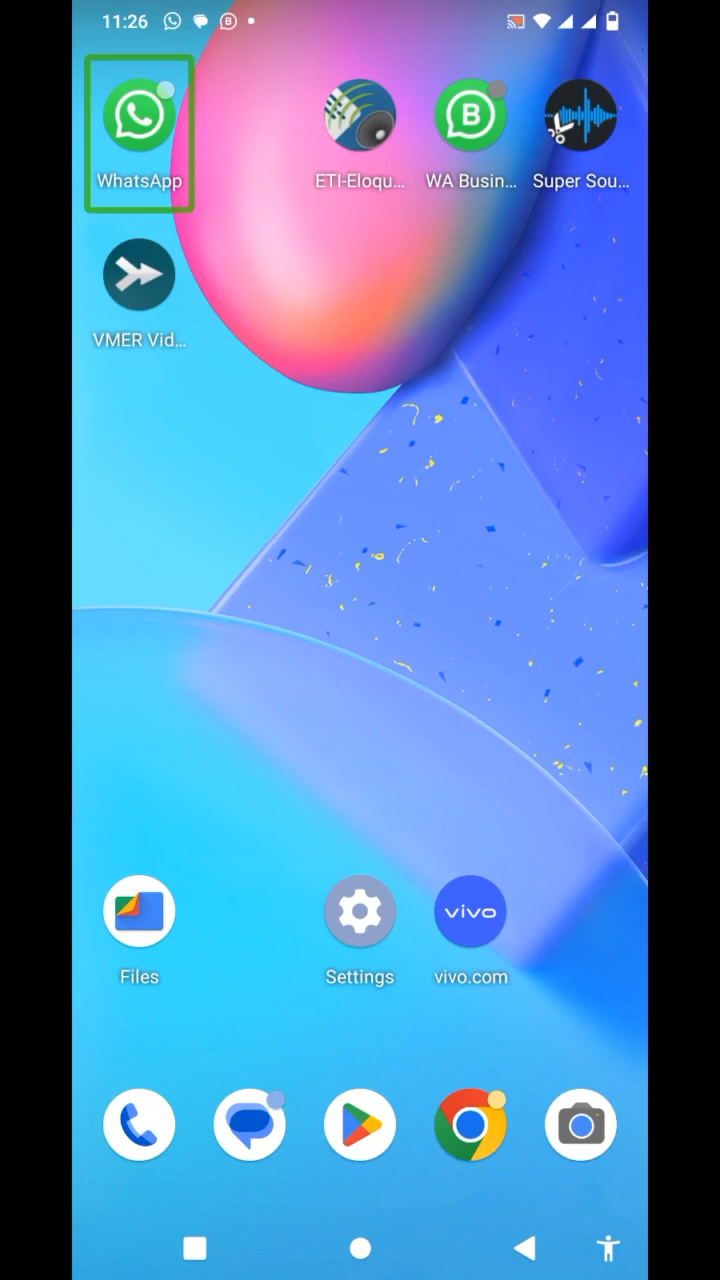 11:26
WhatsApp
ETI-Eloqu...
WA Busin...
Super Sou...
VMER Vid...
vivo
Files
Settings
vivo.com